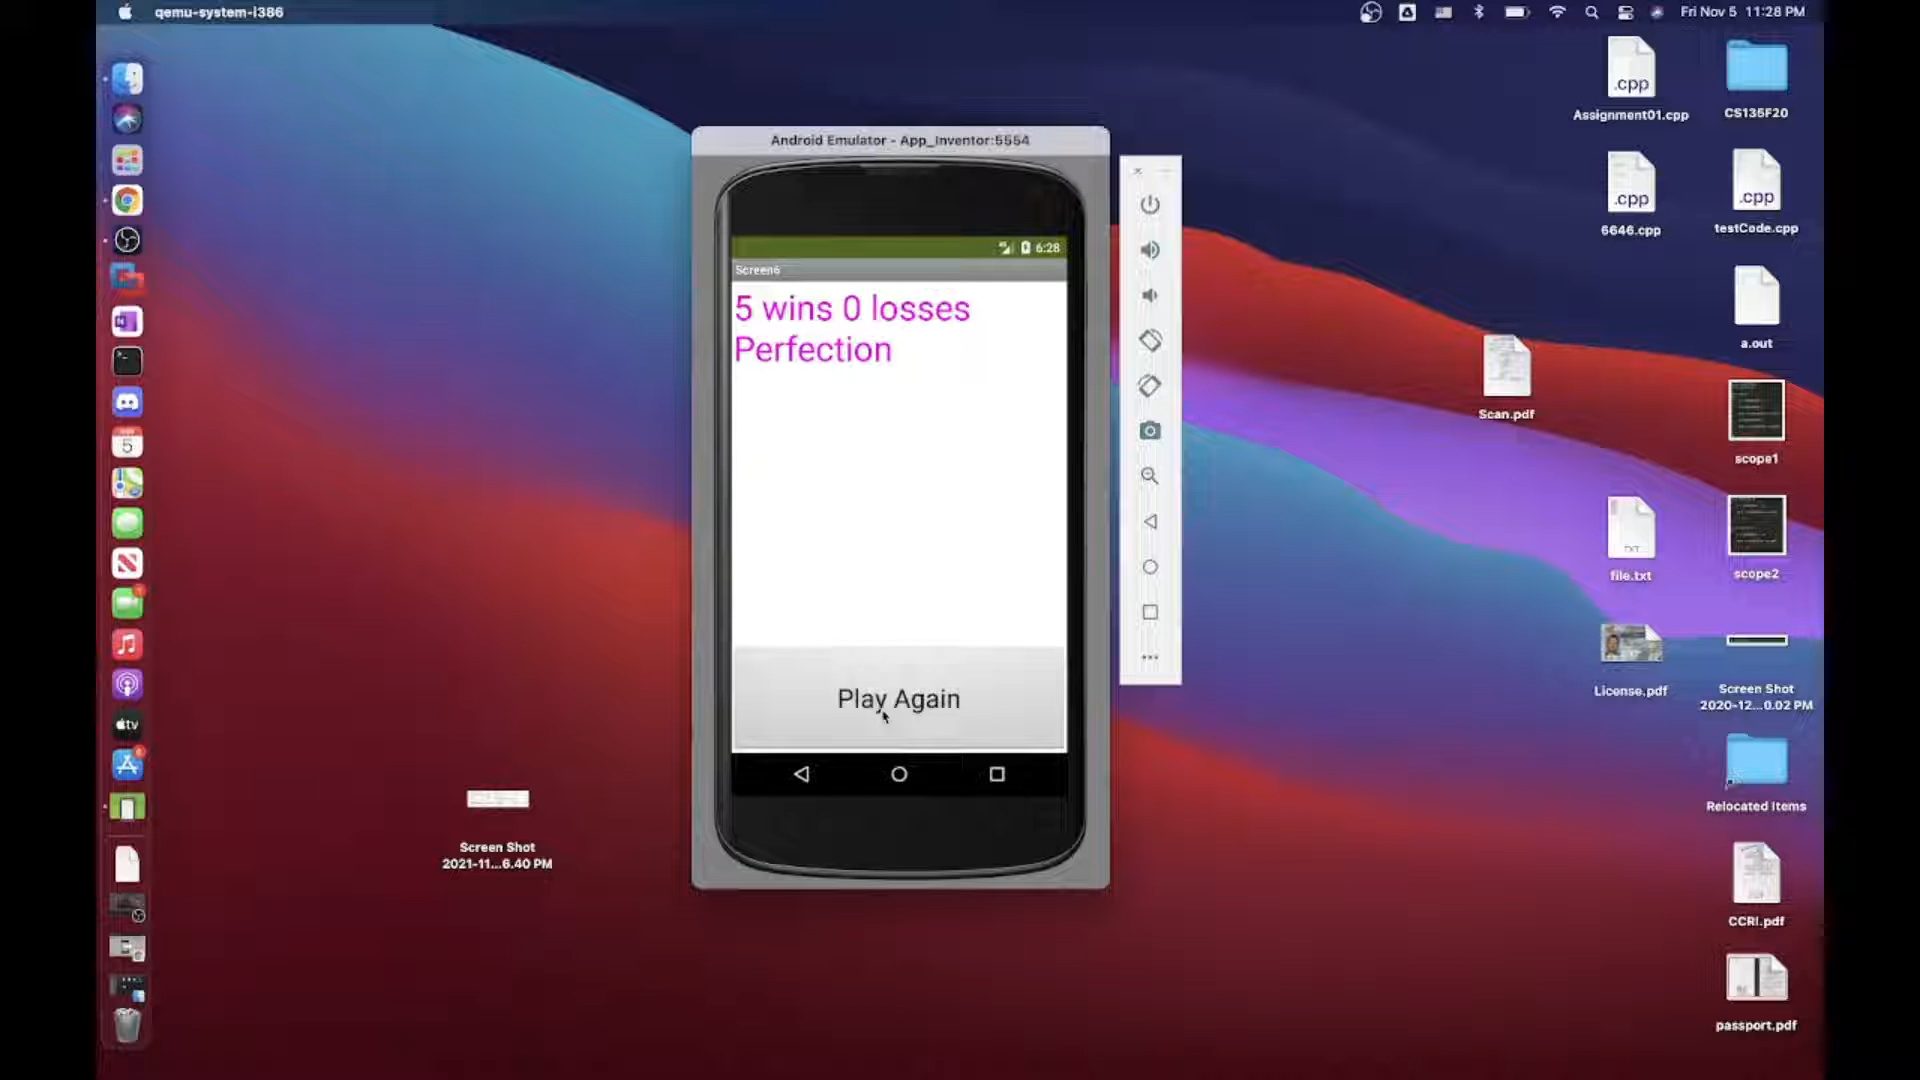 qemu-system-i386
Fri Nov 5 11:28 PM
Android Emulator - App_Inventor:5554
6:28
Screen6
5 wins 0 losses
Perfection
Play Again
Assignment01.cpp
CS135F20
.cpp
.cpp
.cpp
6646.cpp
testCode.cpp
a.out
Scan.pdf
scope1
TXT
file.txt
scope2
License.pdf
Screen Shot
2020-12...0.02 PM
Relocated Items
Screen Shot
2021-11...6.40 PM
CCRI.pdf
passport.pdf
5
tv